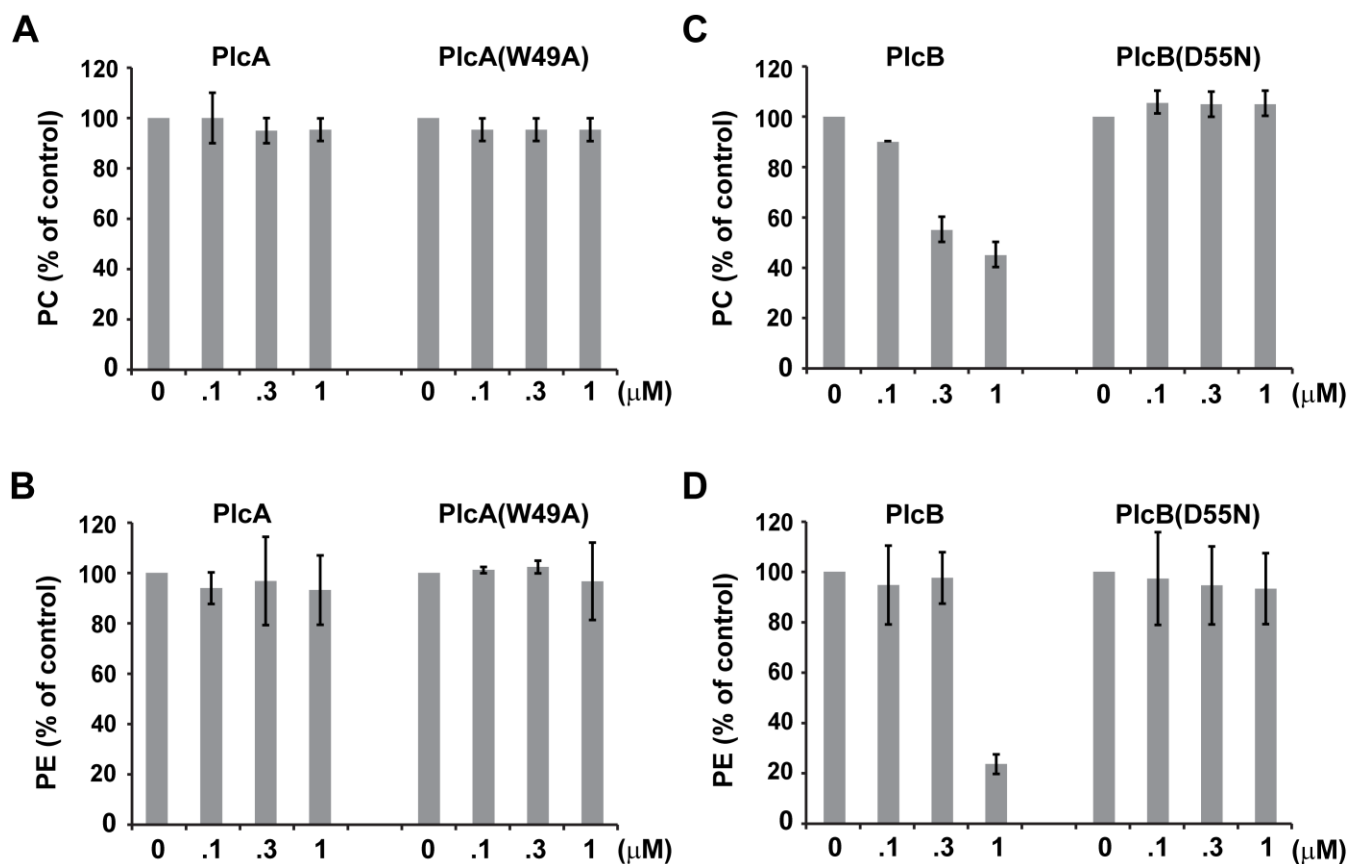 A
PlcA
PlcA(W49A)
PC (% of control)
120
100
80
60
40
20
0
0 .1 .3 1 0 .1 .3 1 (μM)
B
PlcA
PlcA(W49A)
PE (% of control)
120
100
80
60
40
20
0
0 .1 .3 1 0 .1 .3 1 (μM)
C
PlcB
PlcB(D55N)
PC (% of control)
120
100
80
60
40
20
0
0 .1 .3 1 0 .1 .3 1 (μM)
D
PlcB
PlcB(D55N)
PE (% of control)
120
100
80
60
40
20
0
0 .1 .3 1 0 .1 .3 1 (μM)